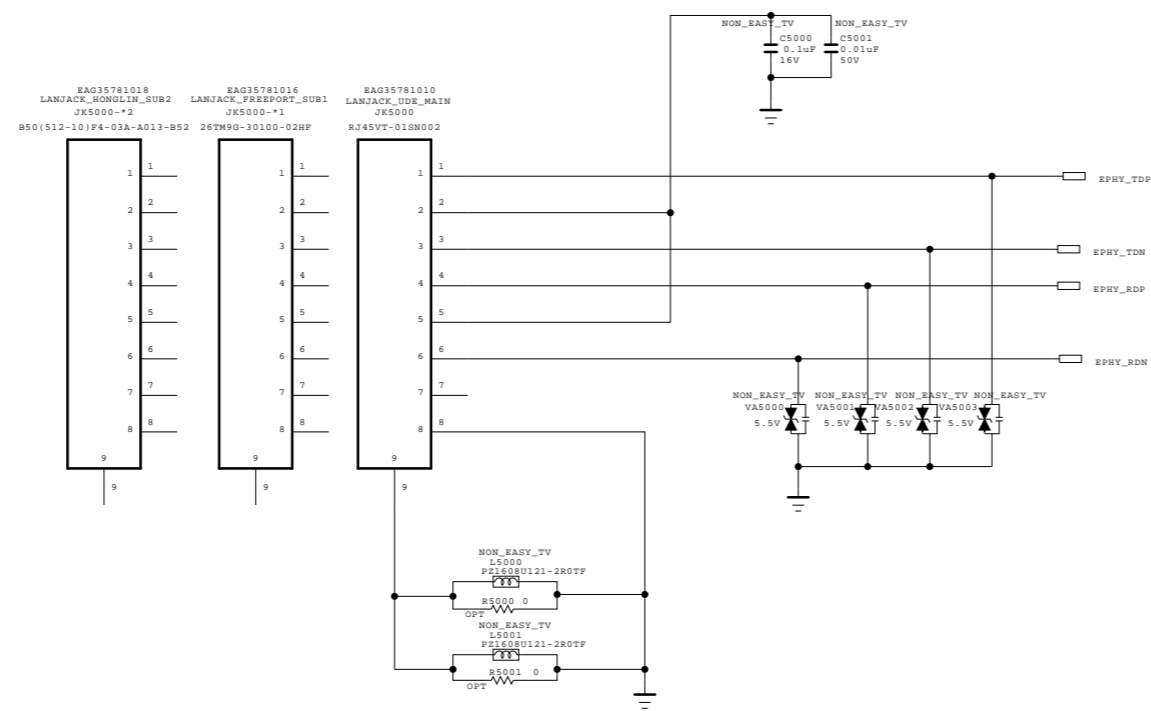 NON_EASY_TV
C5000
0.1uF
16V
NON_EASY_TV
C5001
0.01uF
50V
EAG35781018
LANJACK_HONGLIN_SUB2
JK5000-*2
B50(512-10)F4-03A-A013-B52
1 1
2 2
3 3
4 4
5 5
6 6
7 7
8 8
9
9
EAG35781016
LANJACK_FREEPORT_SUB1
JK5000-*1
26TM9G-30100-02HF
1 1
2 2
3 3
4 4
5 5
6 6
7 7
8 8
9
9
EAG35781010
LANJACK_UDE_MAIN
JK5000
RJ45VT-01SN002
1 1
2 2
3 3
4 4
5 5
6 6
7 7
8 8
9
9
EPHY_TDP
EPHY_TDN
EPHY_RDP
EPHY_RDN
NON_EASY_TV
VA5000
5.5V
NON_EASY_TV
VA5001
5.5V
NON_EASY_TV
VA5002
5.5V
NON_EASY_TV
VA5003
5.5V
NON_EASY_TV
L5000
PZ1608U121-2R0TF
R5000 0
OPT
NON_EASY_TV
L5001
PZ1608U121-2R0TF
R5001 0
OPT